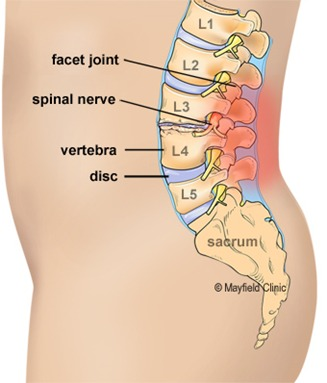 L1
L2
facet joint
spinal nerve
L3
vertebra
L4
disc
L5
sacrum
© Mayfield Clinic